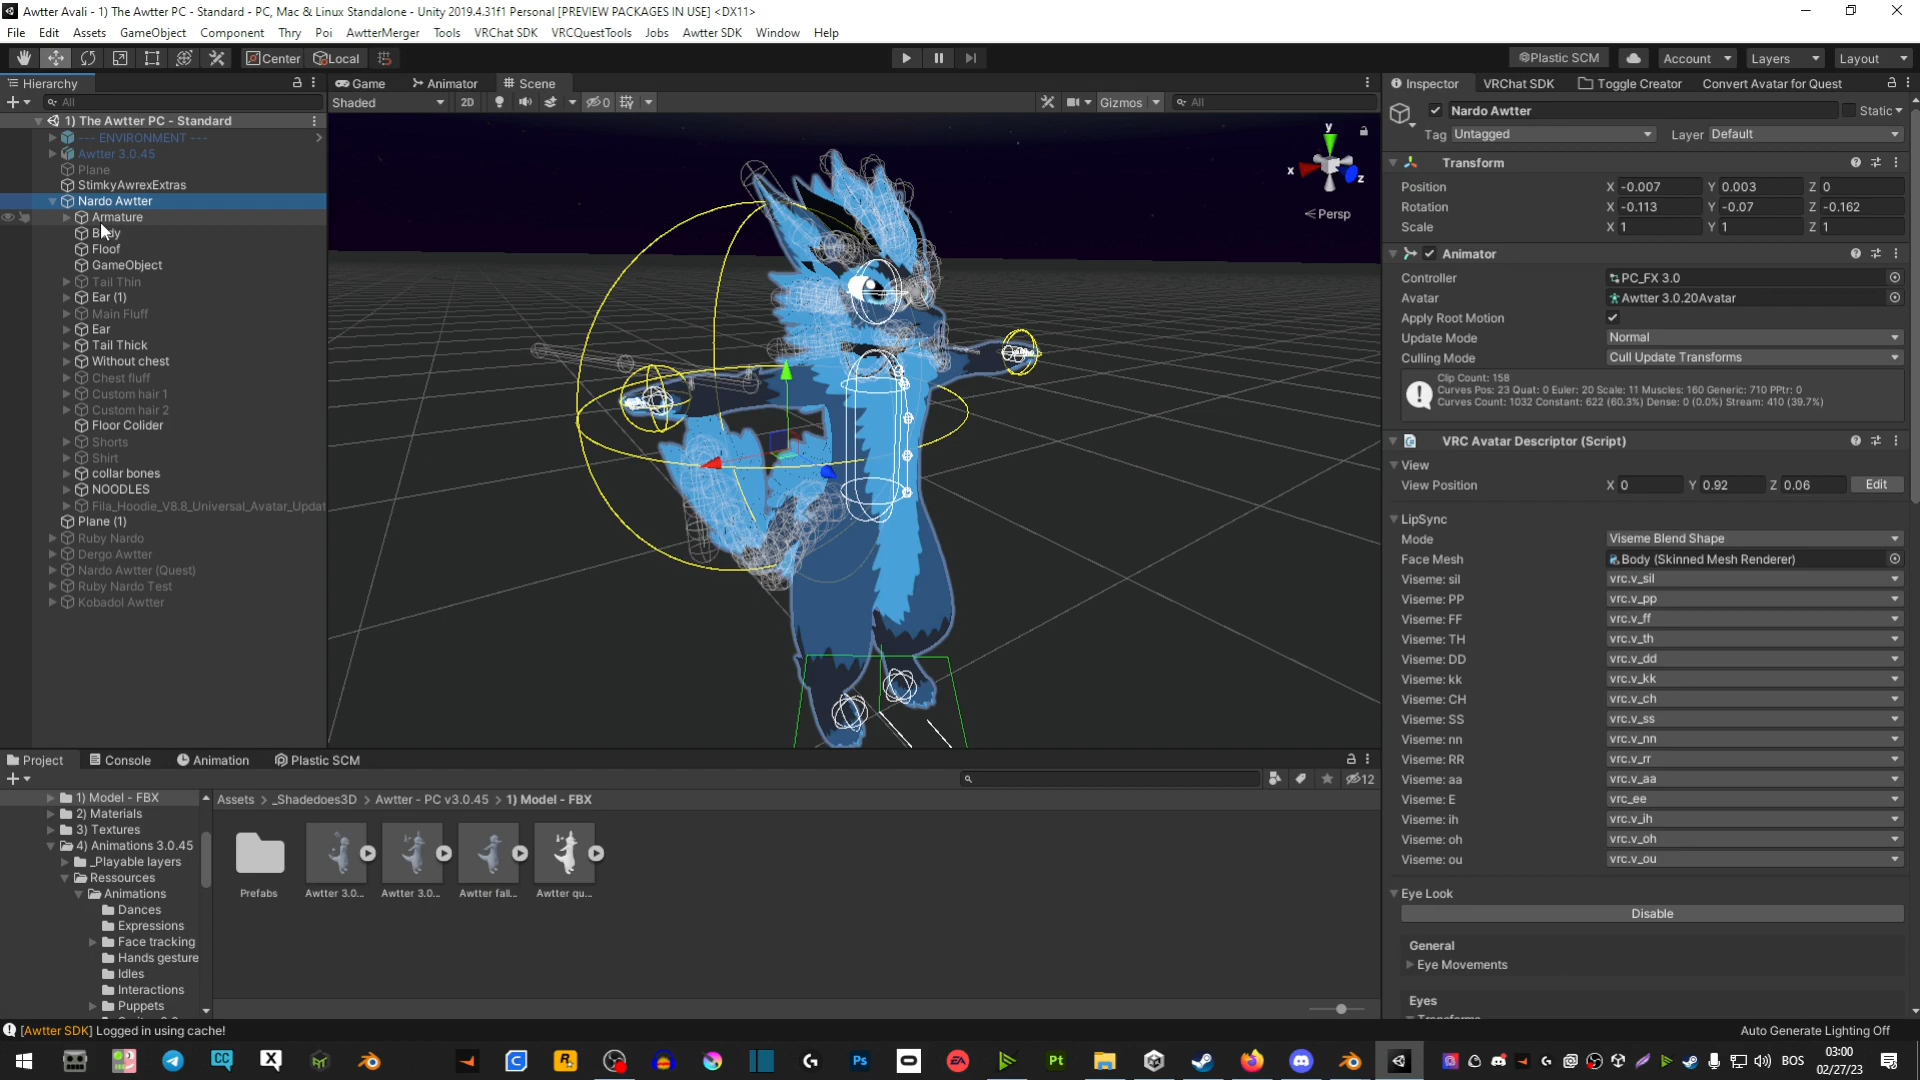 Awtter Avali - 1) The Awtter PC - Standard - PC, Mac & Linux Standalone - Unity 2019.4.31f1 Personal [PREVIEW PACKAGES IN USE] <DX11>
File Edit Assets GameObject Component Thry Poi AwtterMerger Tools VRChat SDK VRCQuestTools Jobs Awtter SDK Window Help
Center Local Plastic SCM Account Layers Layout
Hierarchy
All
1) The Awtter PC - Standard
--- ENVIRONMENT ---
Awtter 3.0.45
Plane
StimkyAwrexExtras
Nardo Awtter
Armature
Body
Floof
GameObject
Tail Thin
Ear (1)
Main Fluff
Ear
Tail Thick
Without chest
Chest fluff
Custom hair 1
Custom hair 2
Floor Collider
Shorts
Shirt
collar bones
NOODLES
Fila_Hoodie_V8.8_Universal_Avatar_Updat
Plane (1)
Ruby Nardo
Dergo Awtter
Nardo Awtter (Quest)
Ruby Nardo Test
Kobadol Awtter
Game Animator Scene
Shaded 2D 0 Gizmos All
y
x
z
Persp
Inspector VRChat SDK Toggle Creator Convert Avatar for Quest
Nardo Awtter Static
Tag Untagged Layer Default
Transform
Position X -0.007 Y 0.003 Z 0
Rotation X -0.113 Y -0.07 Z -0.162
Scale X 1 Y 1 Z 1
Animator
Controller PC_FX 3.0
Avatar Awtter 3.0.20Avatar
Apply Root Motion
Update Mode Normal
Culling Mode Cull Update Transforms
Clip Count: 158
Curves Pos: 23 Quat: 0 Euler: 20 Scale: 11 Muscles: 160 Generic: 710 PPtr: 0
Curves Count: 1032 Constant: 622 (60.3%) Dense: 0 (0.0%) Stream: 410 (39.7%)
VRC Avatar Descriptor (Script)
View
View Position X 0 Y 0.92 Z 0.06 Edit
LipSync
Mode Viseme Blend Shape
Face Mesh Body (Skinned Mesh Renderer)
Viseme: sil vrc.v_sil
Viseme: PP vrc.v_pp
Viseme: FF vrc.v_ff
Viseme: TH vrc.v_th
Viseme: DD vrc.v_dd
Viseme: kk vrc.v_kk
Viseme: CH vrc.v_ch
Viseme: SS vrc.v_ss
Viseme: nn vrc.v_nn
Viseme: RR vrc.v_rr
Viseme: aa vrc.v_aa
Viseme: E vrc_ee
Viseme: ih vrc.v_ih
Viseme: oh vrc.v_oh
Viseme: ou vrc.v_ou
Eye Look
Disable
General
Eye Movements
Eyes
Project Console Animation Plastic SCM
12
1) Model - FBX
2) Materials
3) Textures
4) Animations 3.0.45
_Playable layers
Ressources
Animations
Dances
Expressions
Face tracking
Hands gesture
Idles
Interactions
Puppets
Assets > _Shadedoes3D > Awtter - PC v3.0.45 > 1) Model - FBX
Prefabs Awtter 3.0... Awtter 3.0... Awtter fall... Awtter qu...
[Awtter SDK] Logged in using cache!
Auto Generate Lighting Off
CC Ps EA Pt
BOS
03:00
02/27/23